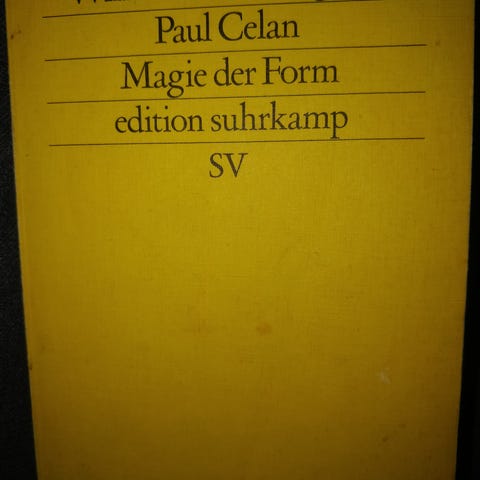 Paul Celan
Magie der Form
edition suhrkamp
SV